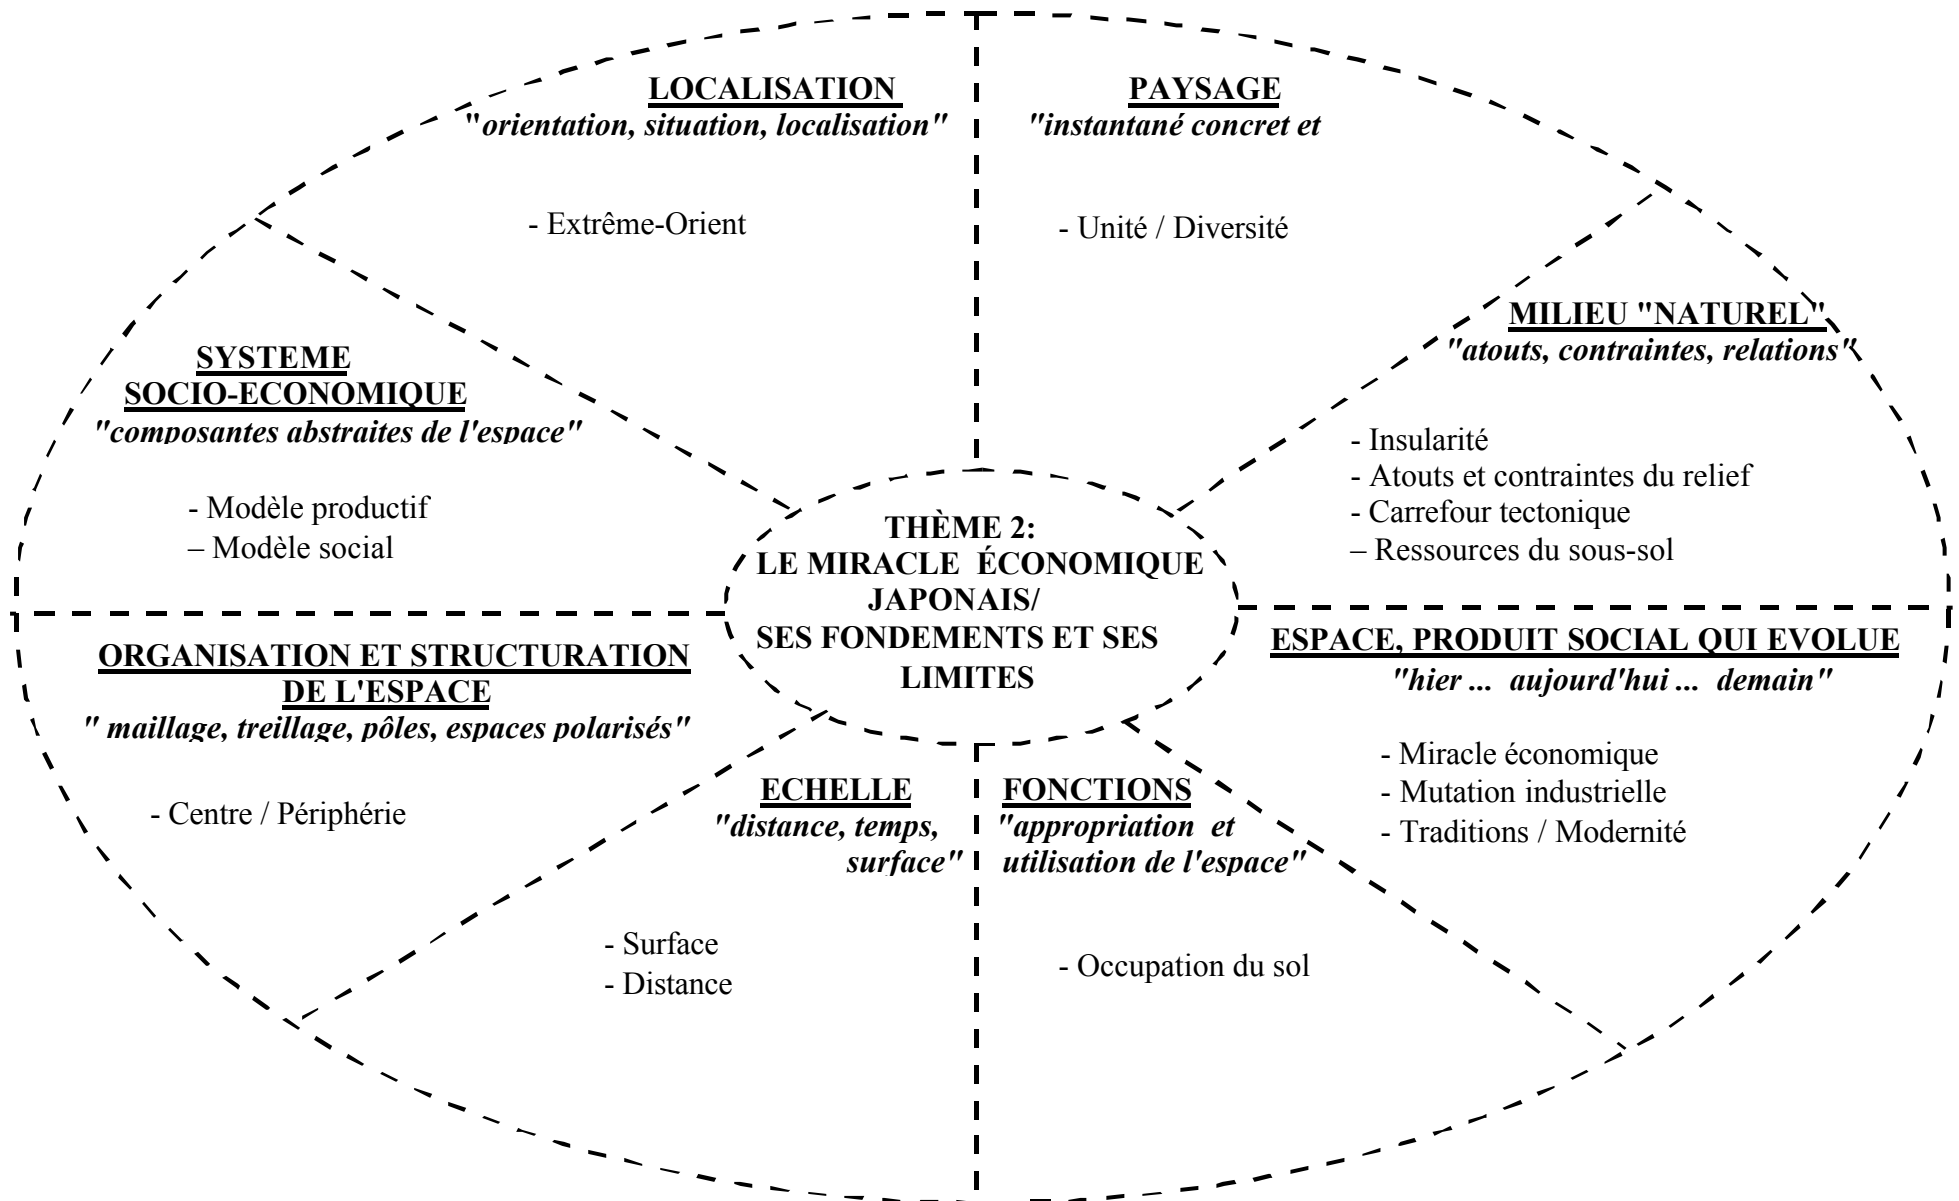 LOCALISATION
"orientation, situation, localisation"
- Extrême-Orient
PAYSAGE
"instantané concret et
- Unité / Diversité
MILIEU "NATUREL"
"atouts, contraintes, relations"
- Insularité
- Atouts et contraintes du relief
- Carrefour tectonique
– Ressources du sous-sol
SYSTEME
SOCIO-ECONOMIQUE
"composantes abstraites de l'espace"
- Modèle productif
– Modèle social
THÈME 2:
LE MIRACLE ÉCONOMIQUE
JAPONAIS/
SES FONDEMENTS ET SES
LIMITES
ESPACE, PRODUIT SOCIAL QUI EVOLUE
"hier ... aujourd'hui ... demain"
- Miracle économique
- Mutation industrielle
- Traditions / Modernité
ORGANISATION ET STRUCTURATION
DE L'ESPACE
" maillage, treillage, pôles, espaces polarisés"
- Centre / Périphérie
ECHELLE
"distance, temps,
surface"
- Surface
- Distance
FONCTIONS
"appropriation et
utilisation de l'espace"
- Occupation du sol